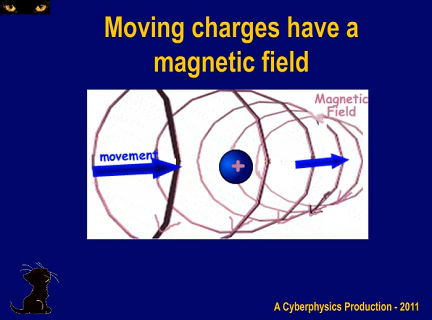 Moving charges have a
magnetic field
Magnetic
Field
movement
+
A Cyberphysics Production - 2011